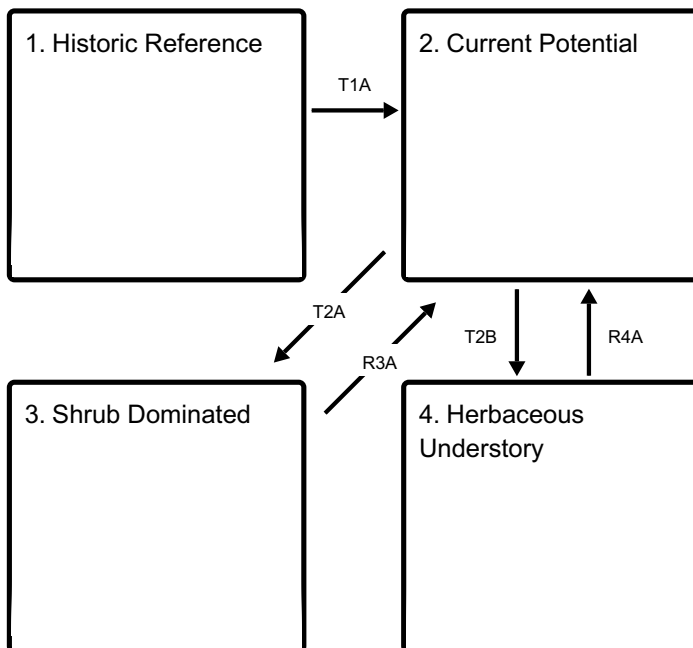 1. Historic Reference
2. Current Potential
T1A
T2A
R3A
T2B
R4A
3. Shrub Dominated
4. Herbaceous
Understory